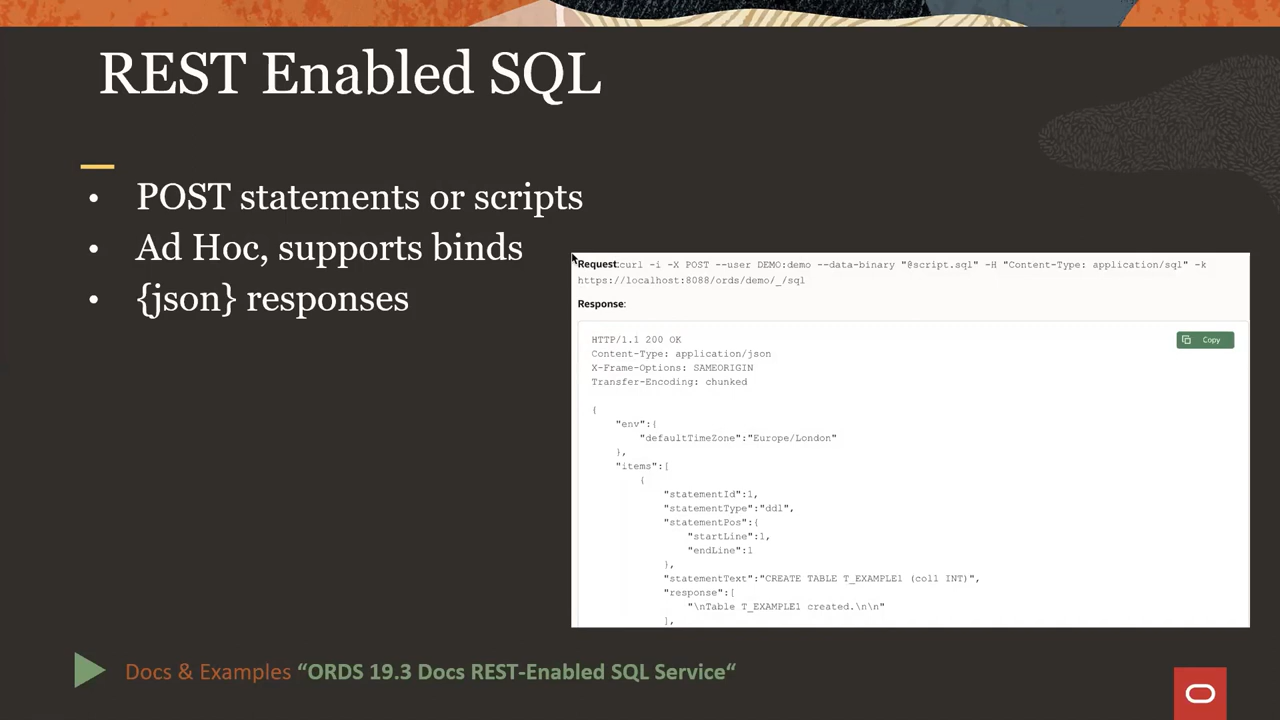 REST Enabled SQL
• POST statements or scripts
• Ad Hoc, supports binds
• {json} responses
Request:curl -i -X POST --user DEMO:demo --data-binary "@script.sql" -H "Content-Type: application/sql" -k
https://localhost:8088/ords/demo/_/sql
Response:
Copy
HTTP/1.1 200 OK
Content-Type: application/json
X-Frame-Options: SAMEORIGIN
Transfer-Encoding: chunked
{
"env":{
"defaultTimeZone":"Europe/London"
},
"items":[
{
"statementId":1,
"statementType":"ddl",
"statementPos":{
"startLine":1,
"endLine":1
},
"statementText":"CREATE TABLE T_EXAMPLE1 (col1 INT)",
"response":[
"\nTable T_EXAMPLE1 created.\n\n"
],
Docs & Examples “ORDS 19.3 Docs REST-Enabled SQL Service“